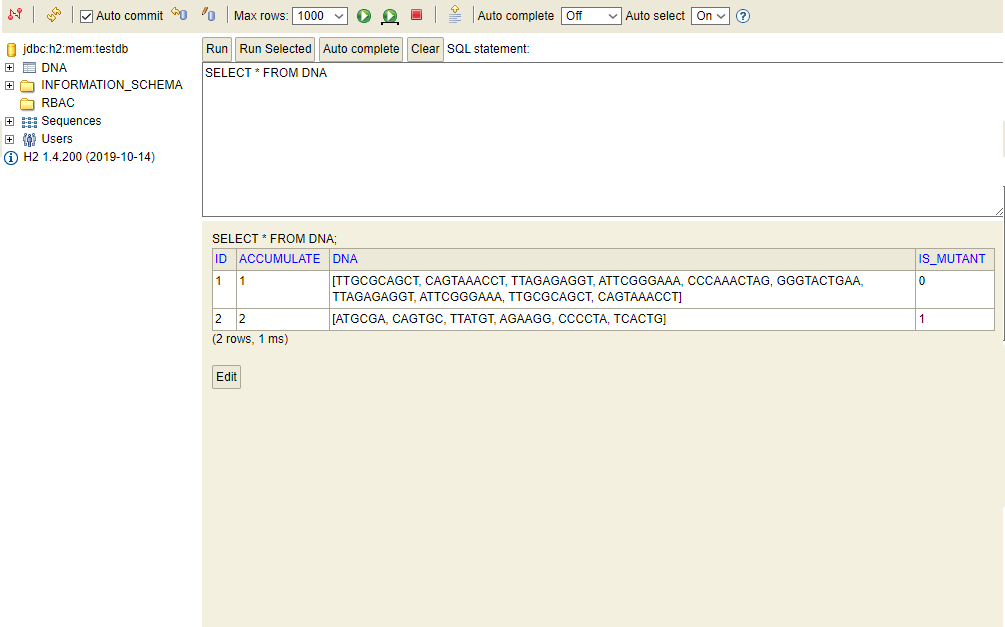 Auto commit Max rows: 1000 Auto complete Off Auto select On ?
jdbc:h2:mem:testdb
DNA
INFORMATION_SCHEMA
RBAC
Sequences
Users
H2 1.4.200 (2019-10-14)
Run Run Selected Auto complete Clear SQL statement:
SELECT * FROM DNA
SELECT * FROM DNA;
ID ACCUMULATE DNA IS_MUTANT
1 1 [TTGCGCAGCT, CAGTAAACCT, TTAGAGAGGT, ATTCGGGAAA, CCCAAACTAG, GGGTACTGAA, 0
TTAGAGAGGT, ATTCGGGAAA, TTGCGCAGCT, CAGTAAACCT]
2 2 [ATGCGA, CAGTGC, TTATGT, AGAAGG, CCCCTA, TCACTG] 1
(2 rows, 1 ms)
Edit